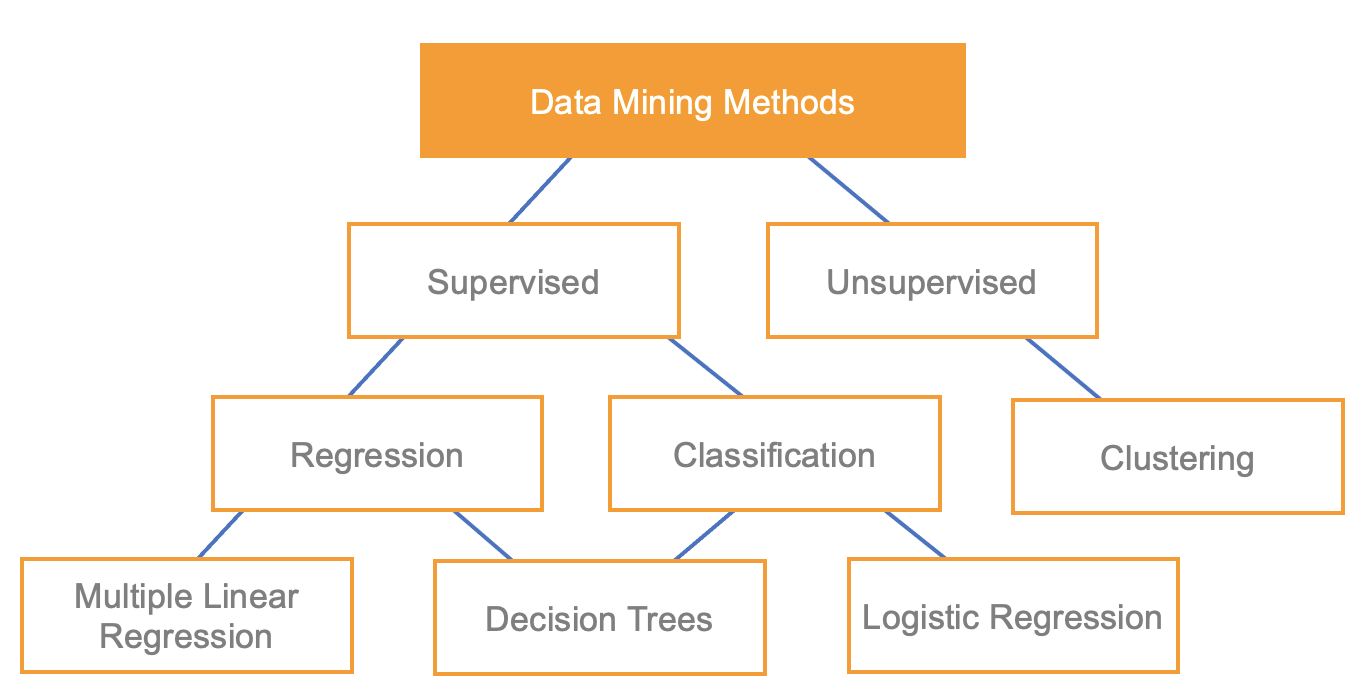 Data Mining Methods
Supervised
Unsupervised
Regression
Classification
Clustering
Multiple Linear
Regression
Decision Trees
Logistic Regression